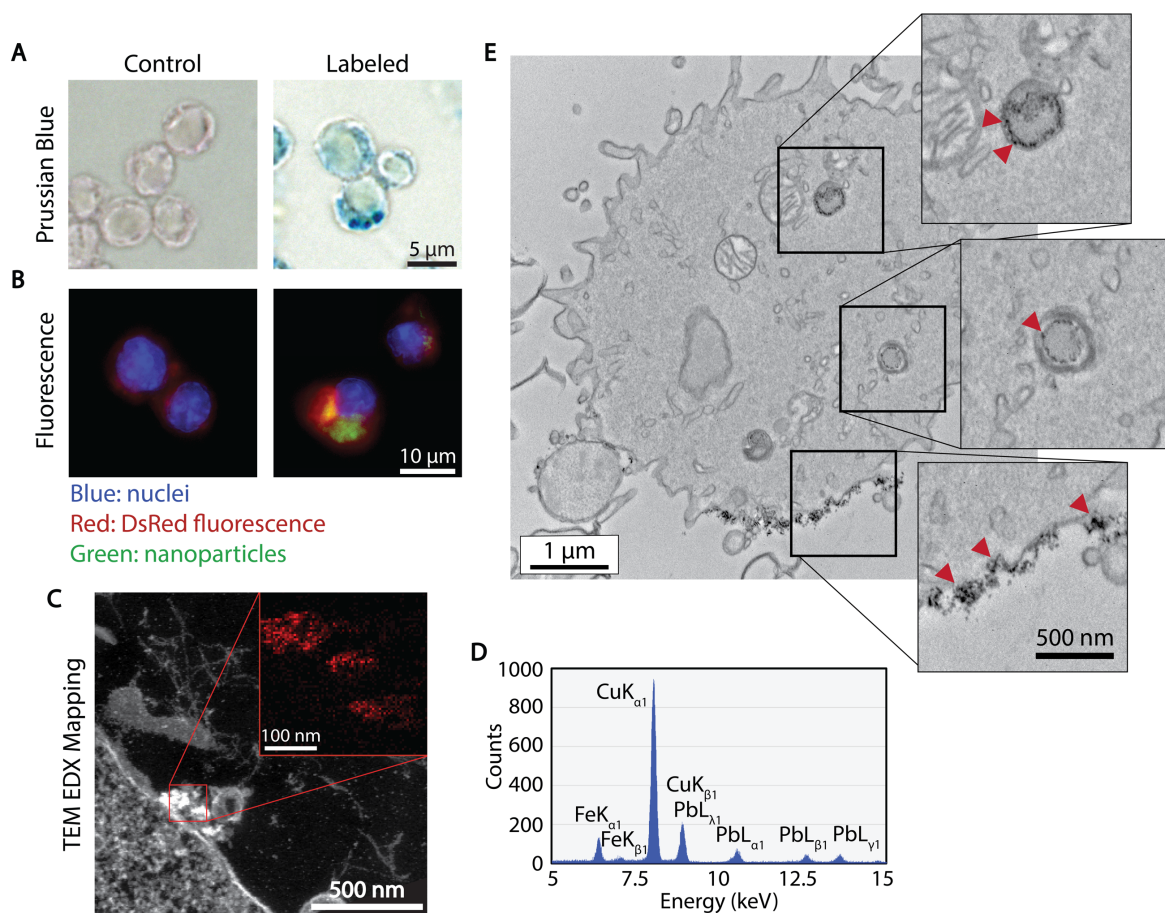 A
Control
Labeled
Prussian Blue
5 µm
B
Fluorescence
10 µm
Blue: nuclei
Red: DsRed fluorescence
Green: nanoparticles
C
TEM EDX Mapping
100 nm
500 nm
D
1000
800
600
400
200
0
Counts
CuKα1
CuKβ1
PbLλ1
FeKα1
FeKβ1
PbLα1
PbLβ1
PbLγ1
5
7.5
10
12.5
15
Energy (keV)
E
1 µm
500 nm